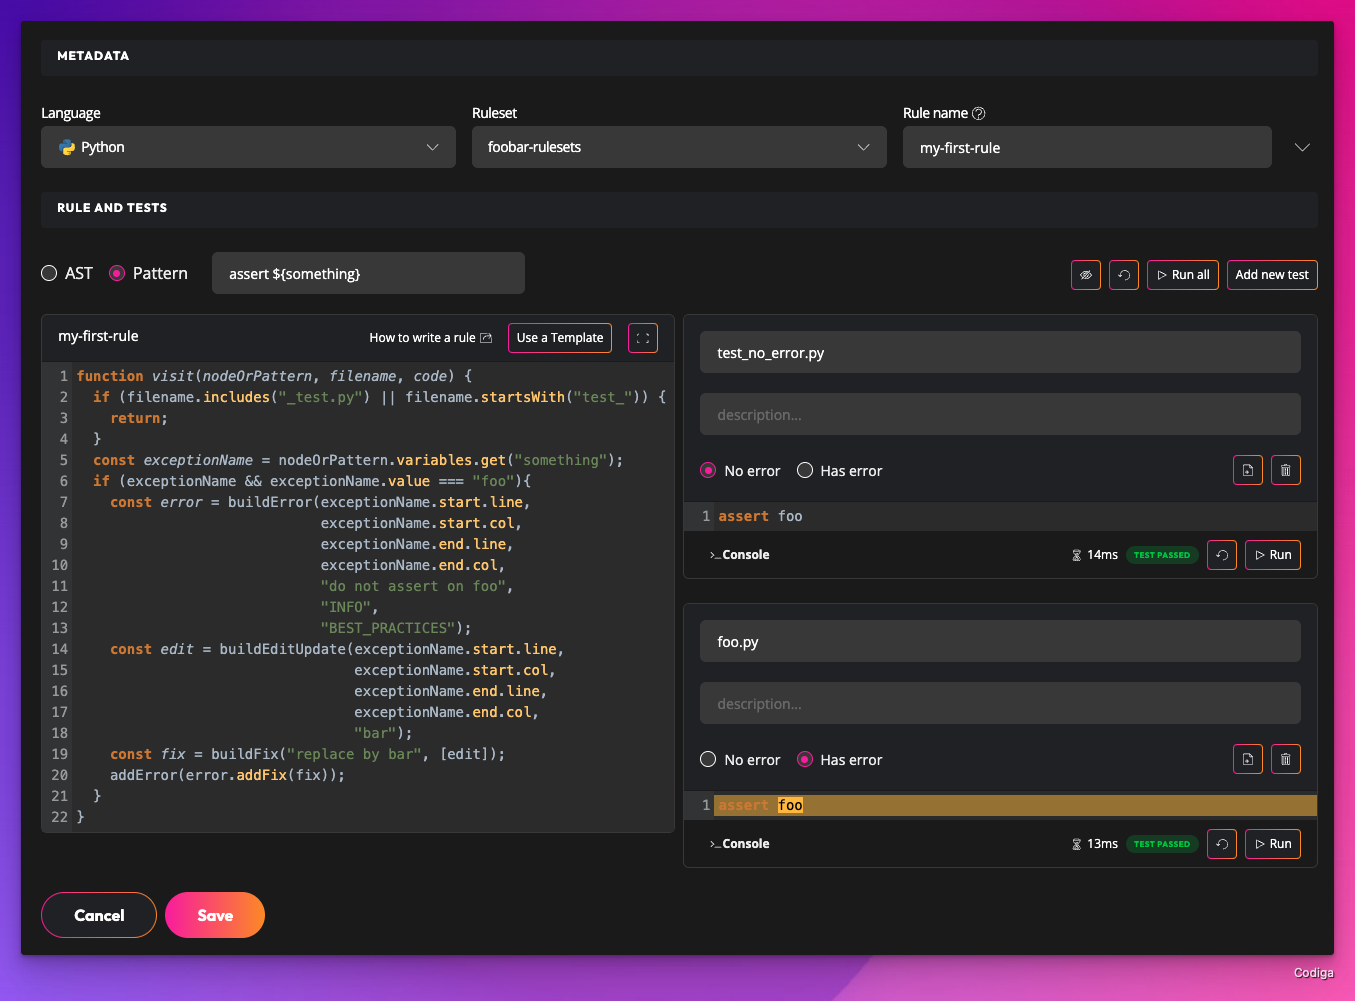 METADATA
Language
Ruleset
Rule name
Python
foobar-rulesets
my-first-rule
RULE AND TESTS
AST
Pattern
assert ${something}
Run all
Add new test
my-first-rule
How to write a rule
Use a Template
1 function visit(nodeOrPattern, filename, code) {
2   if (filename.includes("_test.py") || filename.startsWith("test_")) {
3     return;
4   }
5   const exceptionName = nodeOrPattern.variables.get("something");
6   if (exceptionName && exceptionName.value === "foo"){
7     const error = buildError(exceptionName.start.line,
8                              exceptionName.start.col,
9                              exceptionName.end.line,
10                              exceptionName.end.col,
11                              "do not assert on foo",
12                              "INFO",
13                              "BEST_PRACTICES");
14     const edit = buildEditUpdate(exceptionName.start.line,
15                                  exceptionName.start.col,
16                                  exceptionName.end.line,
17                                  exceptionName.end.col,
18                                  "bar");
19     const fix = buildFix("replace by bar", [edit]);
20     addError(error.addFix(fix));
21   }
22 }
test_no_error.py
description...
No error
Has error
1 assert foo
>_Console
14ms
TEST PASSED
Run
foo.py
description...
No error
Has error
1 assert foo
>_Console
13ms
TEST PASSED
Run
Cancel
Save
Codiga